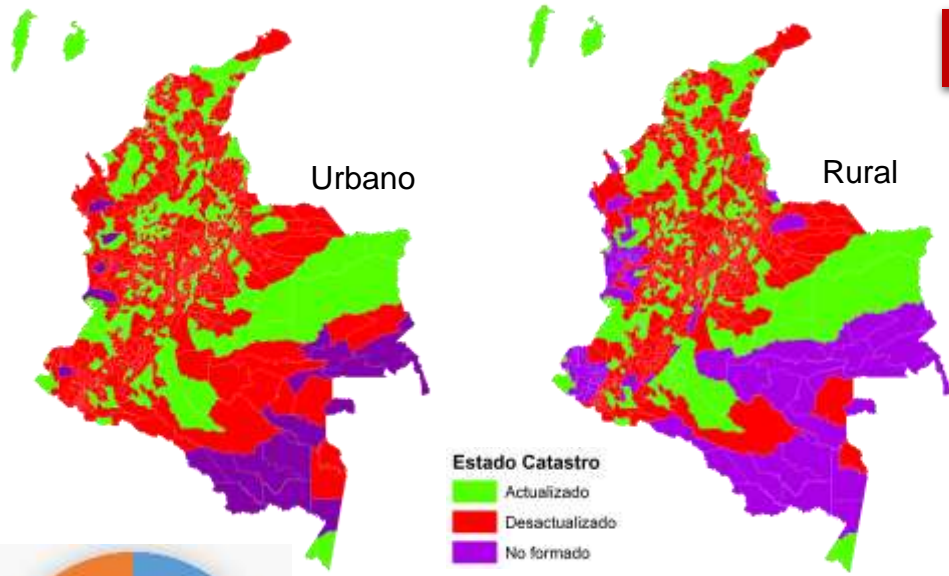 Urbano
Rural
Estado Catastro
Actualizado
Desactualizado
No formado